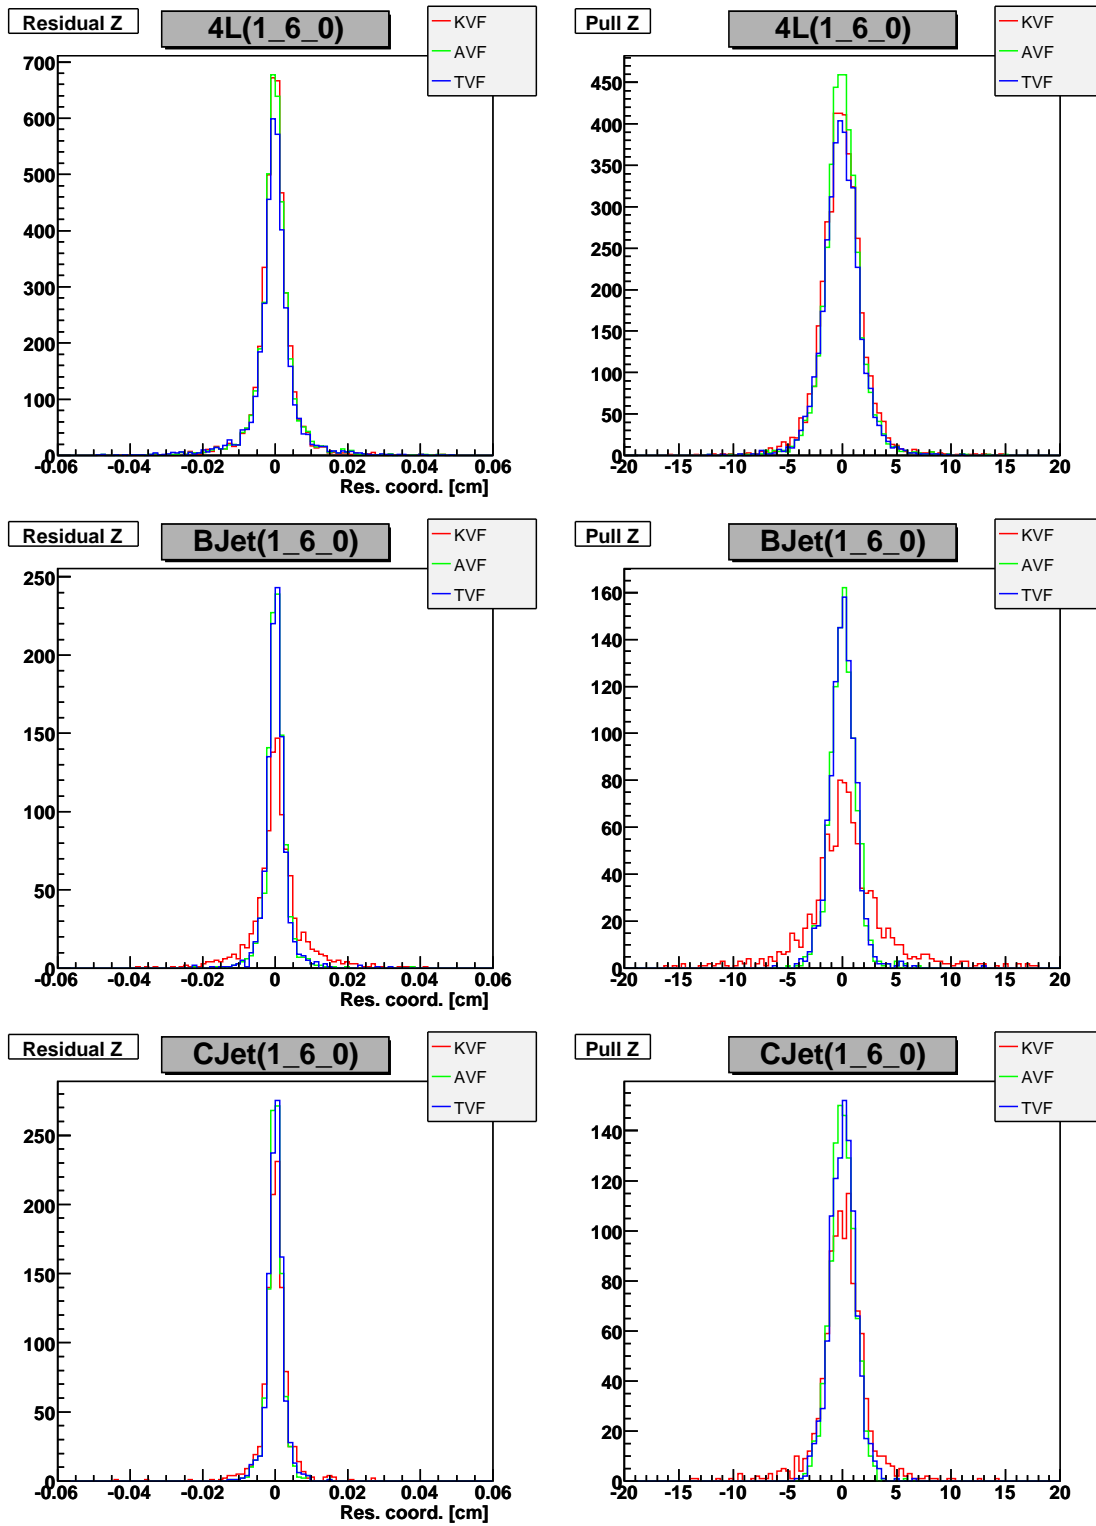 Residual Z
4L(1_6_0)
KVF
AVF
TVF
700
600
500
400
300
200
100
0
-0.06 -0.04 -0.02 0 0.02 0.04 0.06
Res. coord. [cm]
Pull Z
4L(1_6_0)
KVF
AVF
TVF
450
400
350
300
250
200
150
100
50
0
-20 -15 -10 -5 0 5 10 15 20
Residual Z
BJet(1_6_0)
KVF
AVF
TVF
250
200
150
100
50
0
-0.06 -0.04 -0.02 0 0.02 0.04 0.06
Res. coord. [cm]
Pull Z
BJet(1_6_0)
KVF
AVF
TVF
160
140
120
100
80
60
40
20
0
-20 -15 -10 -5 0 5 10 15 20
Residual Z
CJet(1_6_0)
KVF
AVF
TVF
250
200
150
100
50
0
-0.06 -0.04 -0.02 0 0.02 0.04 0.06
Res. coord. [cm]
Pull Z
CJet(1_6_0)
KVF
AVF
TVF
140
120
100
80
60
40
20
0
-20 -15 -10 -5 0 5 10 15 20